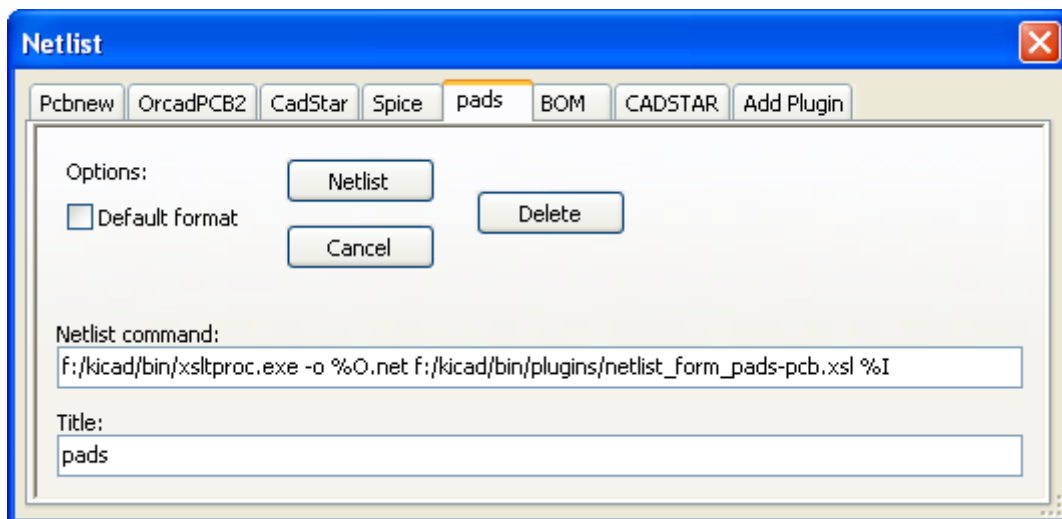 Netlist
Pcbnew OrcadPCB2 CadStar Spice pads BOM CADSTAR Add Plugin
Options:
Netlist
Default format
Delete
Cancel
Netlist command:
f:/kicad/bin/xsltproc.exe -o %O.net f:/kicad/bin/plugins/netlist_form_pads-pcb.xsl %I
Title:
pads